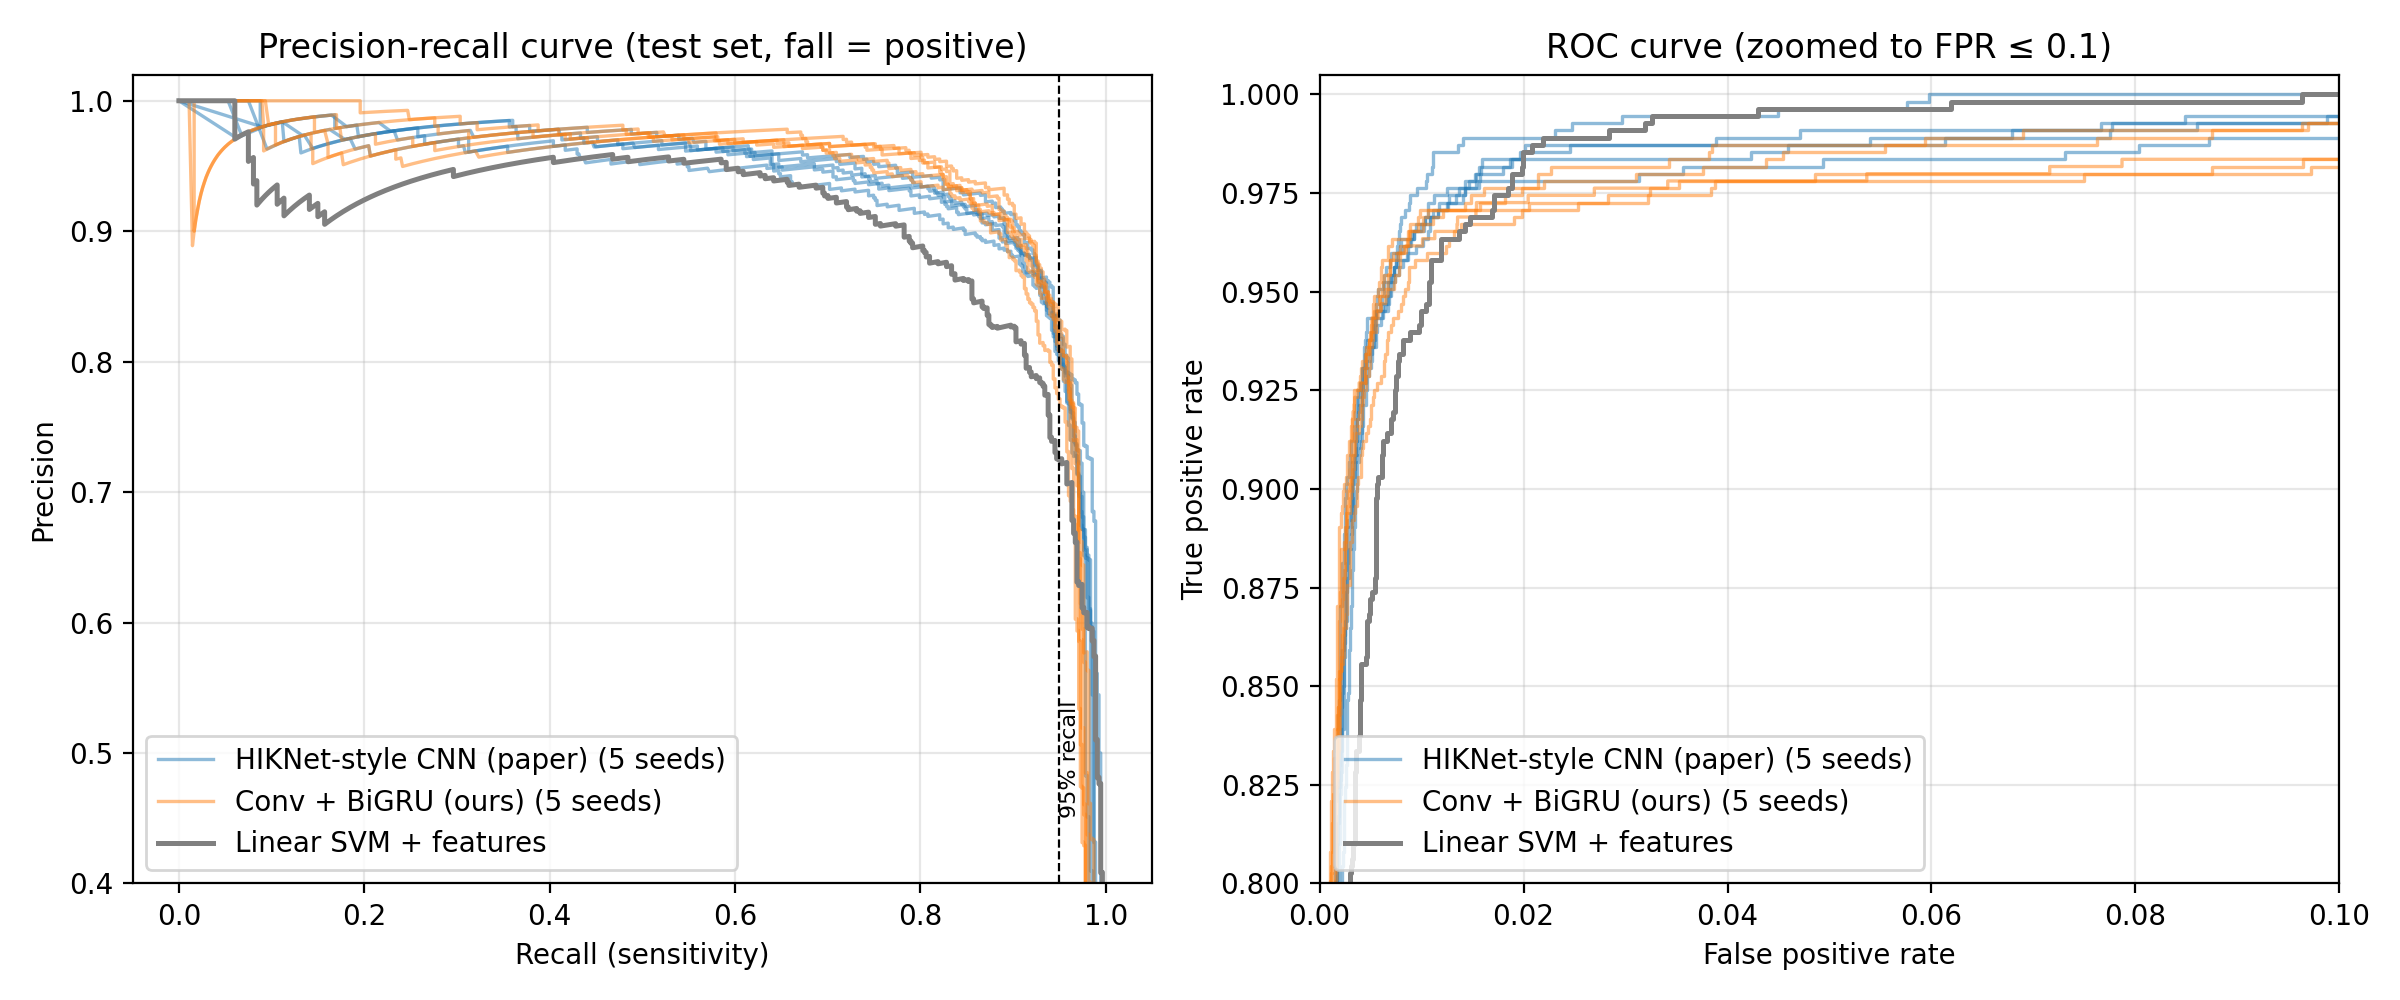 Precision-recall curve (test set, fall = positive)
1.0
0.9
0.8
0.7
0.6
0.5
0.4
Precision
0.0
0.2
0.4
0.6
0.8
1.0
Recall (sensitivity)
95% recall
HIKNet-style CNN (paper) (5 seeds)
Conv + BiGRU (ours) (5 seeds)
Linear SVM + features
ROC curve (zoomed to FPR ≤ 0.1)
1.000
0.975
0.950
0.925
0.900
0.875
0.850
0.825
0.800
True positive rate
0.00
0.02
0.04
0.06
0.08
0.10
False positive rate
HIKNet-style CNN (paper) (5 seeds)
Conv + BiGRU (ours) (5 seeds)
Linear SVM + features